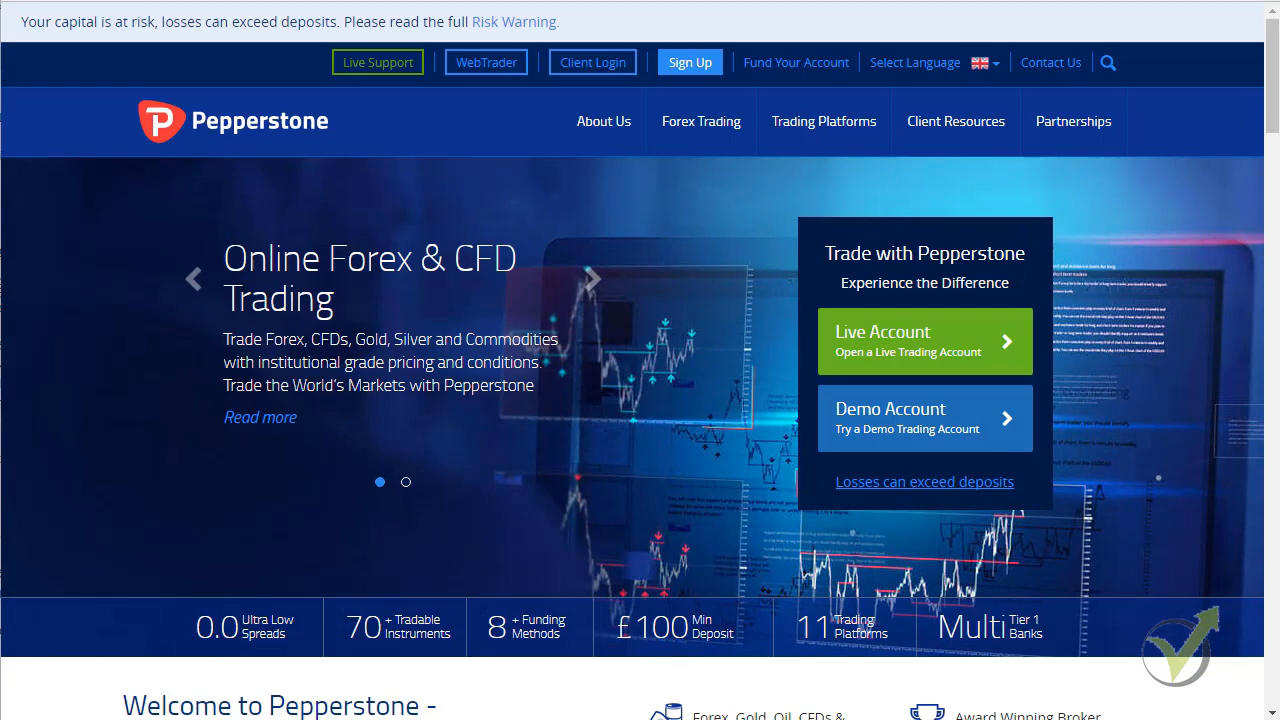 Your capital is at risk, losses can exceed deposits. Please read the full Risk Warning.
Live Support
WebTrader
Client Login
Sign Up
Fund Your Account
Select Language
Contact Us
Pepperstone
About Us
Forex Trading
Trading Platforms
Client Resources
Partnerships
Online Forex & CFD
Trading
Trade Forex, CFDs, Gold, Silver and Commodities
with institutional grade pricing and conditions.
Trade the World's Markets with Pepperstone
Read more
Trade with Pepperstone
Experience the Difference
Live Account
Open a Live Trading Account
Demo Account
Try a Demo Trading Account
Losses can exceed deposits
0.0 Ultra Low
Spreads
70+ Tradable
Instruments
8 + Funding
Methods
£100 Min
Deposit
11 Trading
Platforms
Multi Tier 1
Banks
Welcome to Pepperstone -
Forex, Gold, Oil, CFDs &
Award Winning Broker